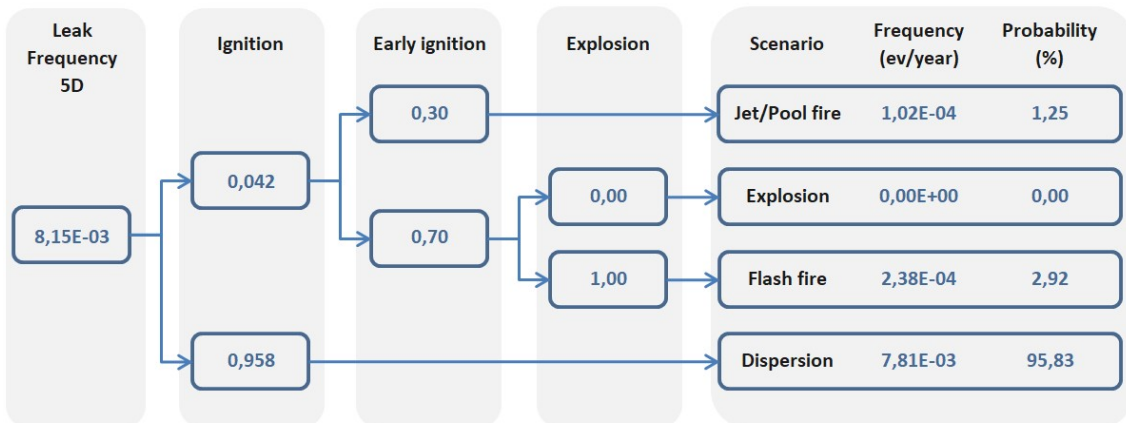 Leak
Frequency
5D
Ignition
Early ignition
Explosion
Scenario
Frequency
(ev/year)
Probability
(%)
0,30
Jet/Pool fire 1,02E-04 1,25
0,042
0,00
Explosion 0,00E+00 0,00
8,15E-03
0,70
1,00
Flash fire 2,38E-04 2,92
0,958
Dispersion 7,81E-03 95,83